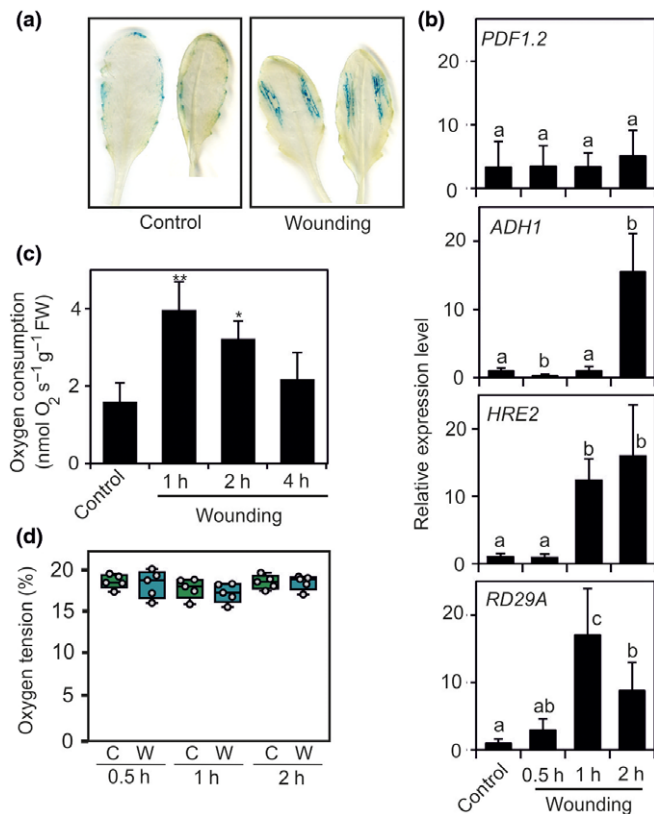 (a)
Control
Wounding
(b)
PDF1.2
20
10
0
a
a
a
a
ADH1
20
10
0
a
b
a
b
HRE2
20
10
0
a
a
b
b
RD29A
20
10
0
a
ab
c
b
Relative expression level
Control
0.5 h
1 h
2 h
Wounding
(c)
Oxygen consumption
(nmol O₂ s⁻¹ g⁻¹ FW)
4
2
0
**
*
Control
1 h
2 h
4 h
Wounding
(d)
Oxygen tension (%)
20
15
10
5
0
C W C W C W
0.5 h 1 h 2 h